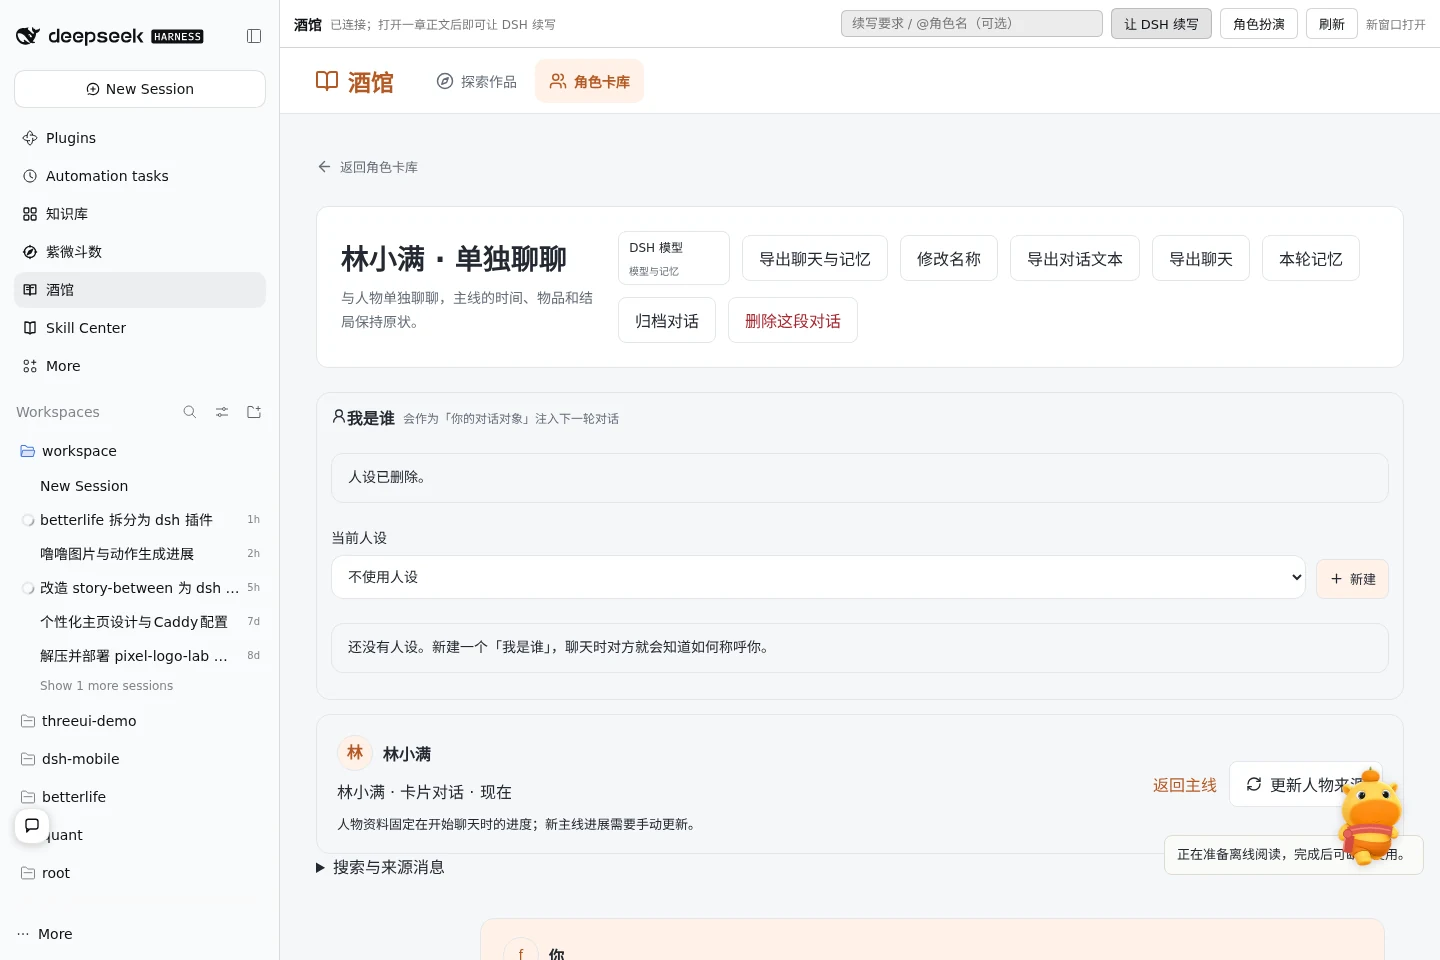 deepseek HARNESS
New Session
Plugins
Automation tasks
知识库
紫微斗数
酒馆
Skill Center
More
Workspaces
workspace
New Session
betterlife 拆分为 dsh 插件 1h
噜噜图片与动作生成进展 2h
改造 story-between 为 dsh ... 5h
个性化主页设计与Caddy配置 7d
解压并部署 pixel-logo-lab ... 8d
Show 1 more sessions
threeui-demo
dsh-mobile
betterlife
quant
root
More
酒馆 已连接；打开一章正文后即可让 DSH 续写
续写要求 / @角色名（可选）
让 DSH 续写
角色扮演
刷新
新窗口打开
酒馆
探索作品
角色卡库
返回角色卡库
林小满 · 单独聊聊
与人物单独聊聊，主线的时间、物品和结
局保持原状。
DSH 模型
模型与记忆
导出聊天与记忆
修改名称
导出对话文本
导出聊天
本轮记忆
归档对话
删除这段对话
我是谁 会作为「你的对话对象」注入下一轮对话
人设已删除。
当前人设
不使用人设
新建
还没有人设。新建一个「我是谁」，聊天时对方就会知道如何称呼你。
林 林小满
林小满 · 卡片对话 · 现在
人物资料固定在开始聊天时的进度；新主线进展需要手动更新。
返回主线
更新人物来源
正在准备离线阅读，完成后可 用。
搜索与来源消息
f 你